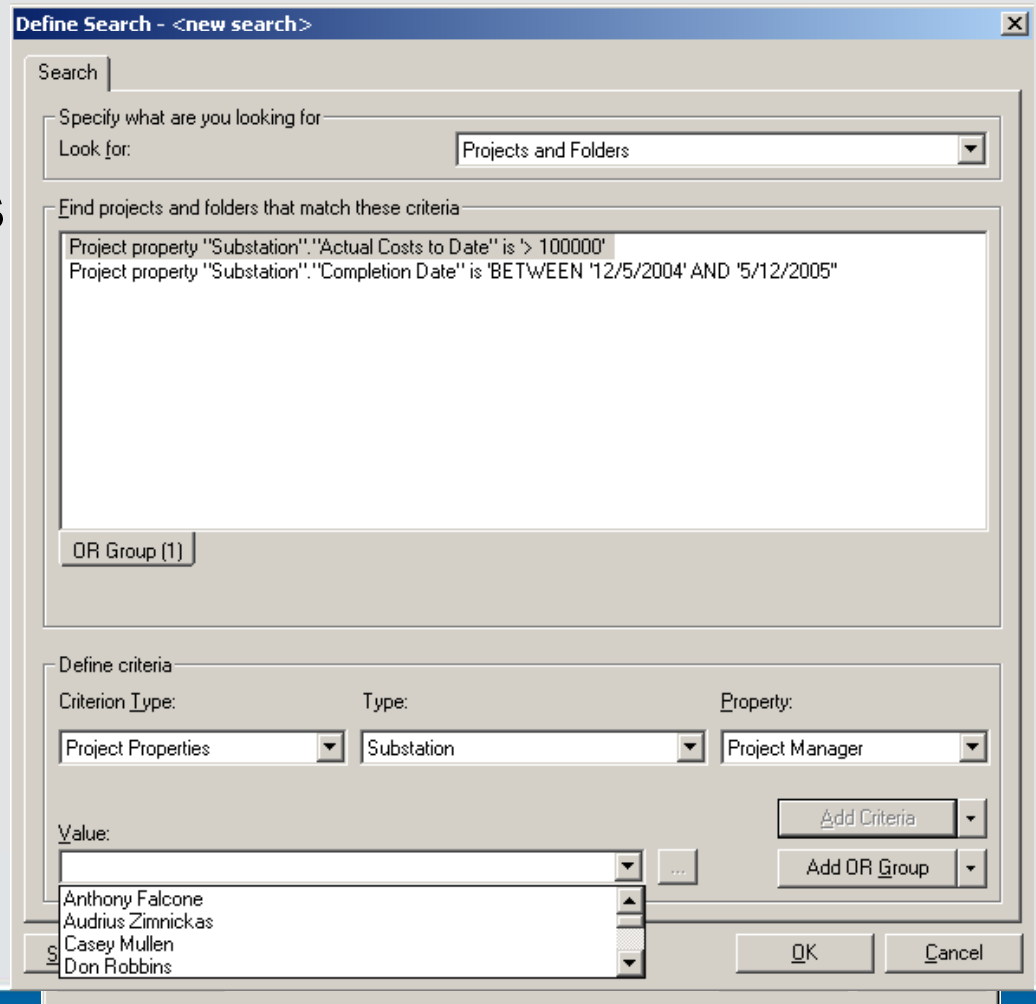 Define Search - <new search>
Search
Specify what are you looking for
Look for:
Projects and Folders
s
Find projects and folders that match these criteria
Project property "Substation"."Actual Costs to Date" is '> 100000'
Project property "Substation"."Completion Date" is 'BETWEEN '12/5/2004' AND '5/12/2005''
OR Group (1)
Define criteria
Criterion Type: Type: Property:
Project Properties Substation Project Manager
Add Criteria
Value:
... Add OR Group
Anthony Falcone
Audrius Zimnickas
Casey Mullen
Don Robbins
S OK Cancel